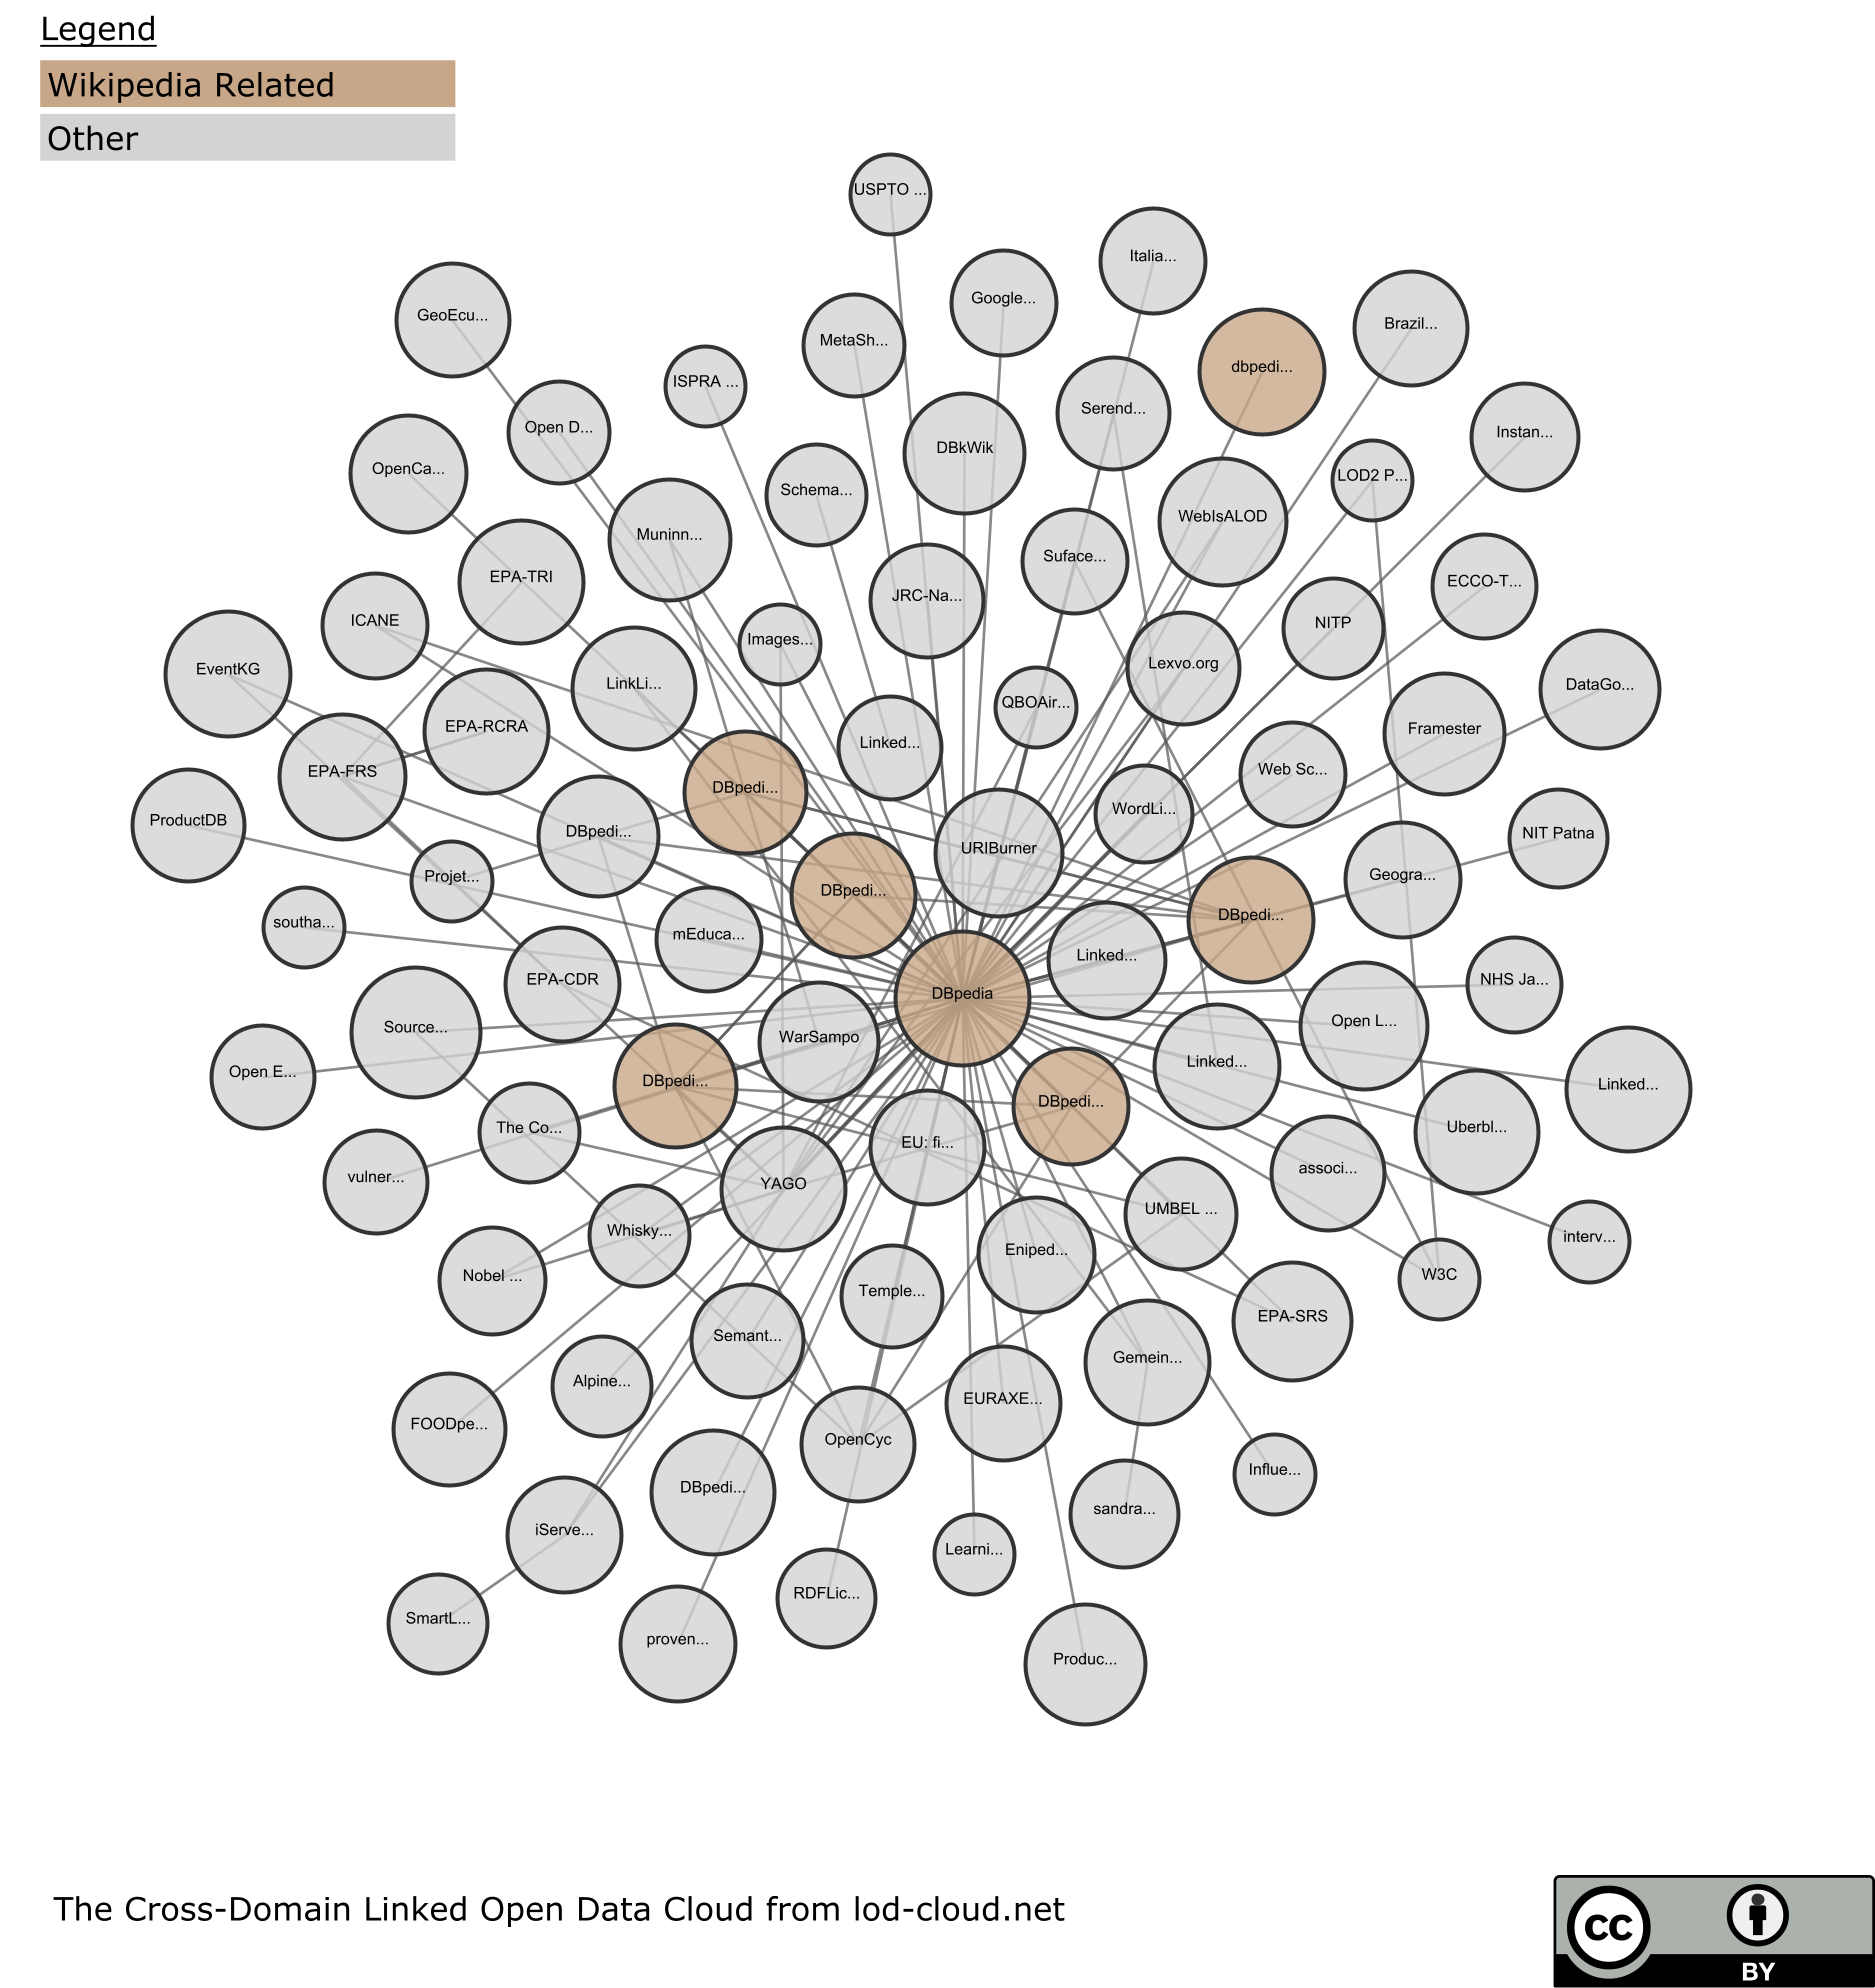 Legend
Wikipedia Related
Other
USPTO ...
Italia...
Google...
GeoEcu...
Brazil...
MetaSh...
dbpedi...
ISPRA ...
Serend...
Open D...
Instan...
DBkWik
OpenCa...
LOD2 P...
Schema...
WebIsALOD
Muninn...
Suface...
EPA-TRI
ECCO-T...
JRC-Na...
ICANE
NITP
Images...
Lexvo.org
EventKG
LinkLi...
DataGo...
QBOAir...
EPA-RCRA
Framester
Linked...
EPA-FRS
Web Sc...
DBpedi...
WordLi...
ProductDB
DBpedi...
NIT Patna
URIBurner
Projet...
Geogra...
DBpedi...
DBpedi...
southa...
mEduca...
Linked...
EPA-CDR
NHS Ja...
DBpedia
Source...
Open L...
WarSampo
Linked...
Open E...
DBpedi...
Linked...
DBpedi...
The Co...
Uberbl...
EU: fi...
associ...
vulner...
YAGO
UMBEL ...
Whisky...
interv...
Eniped...
Nobel ...
W3C
Temple...
EPA-SRS
Semant...
Gemein...
Alpine...
EURAXE...
FOODpe...
OpenCyc
Influe...
DBpedi...
sandra...
iServe...
Learni...
RDFLic...
SmartL...
proven...
Produc...
The Cross-Domain Linked Open Data Cloud from lod-cloud.net
cc
BY